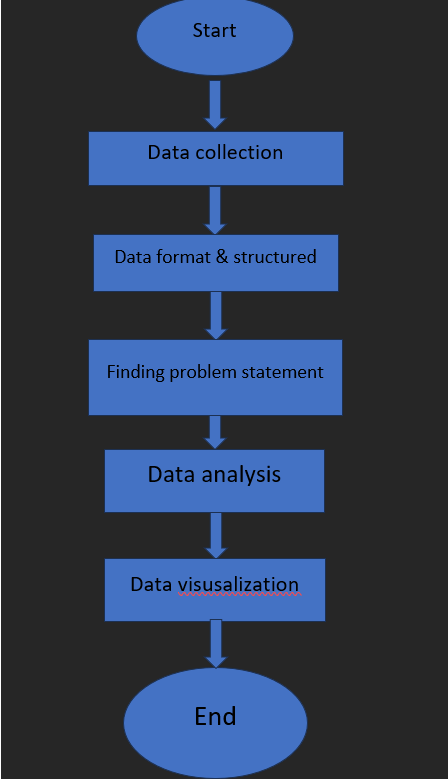 Start
Data collection
Data format & structured
Finding problem statement
Data analysis
Data visusalization
End